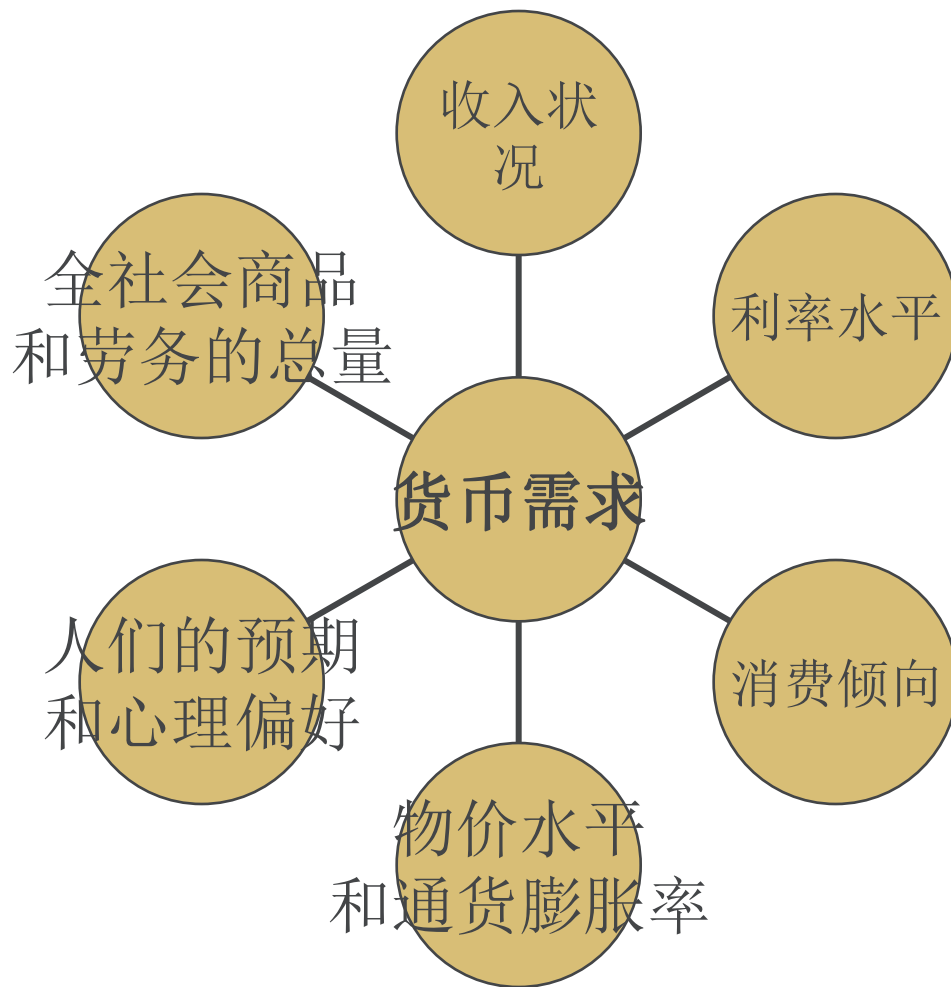 收入状
况
全社会商品
和劳务的总量
利率水平
货币需求
人们的预期
和心理偏好
消费倾向
物价水平
和通货膨胀率